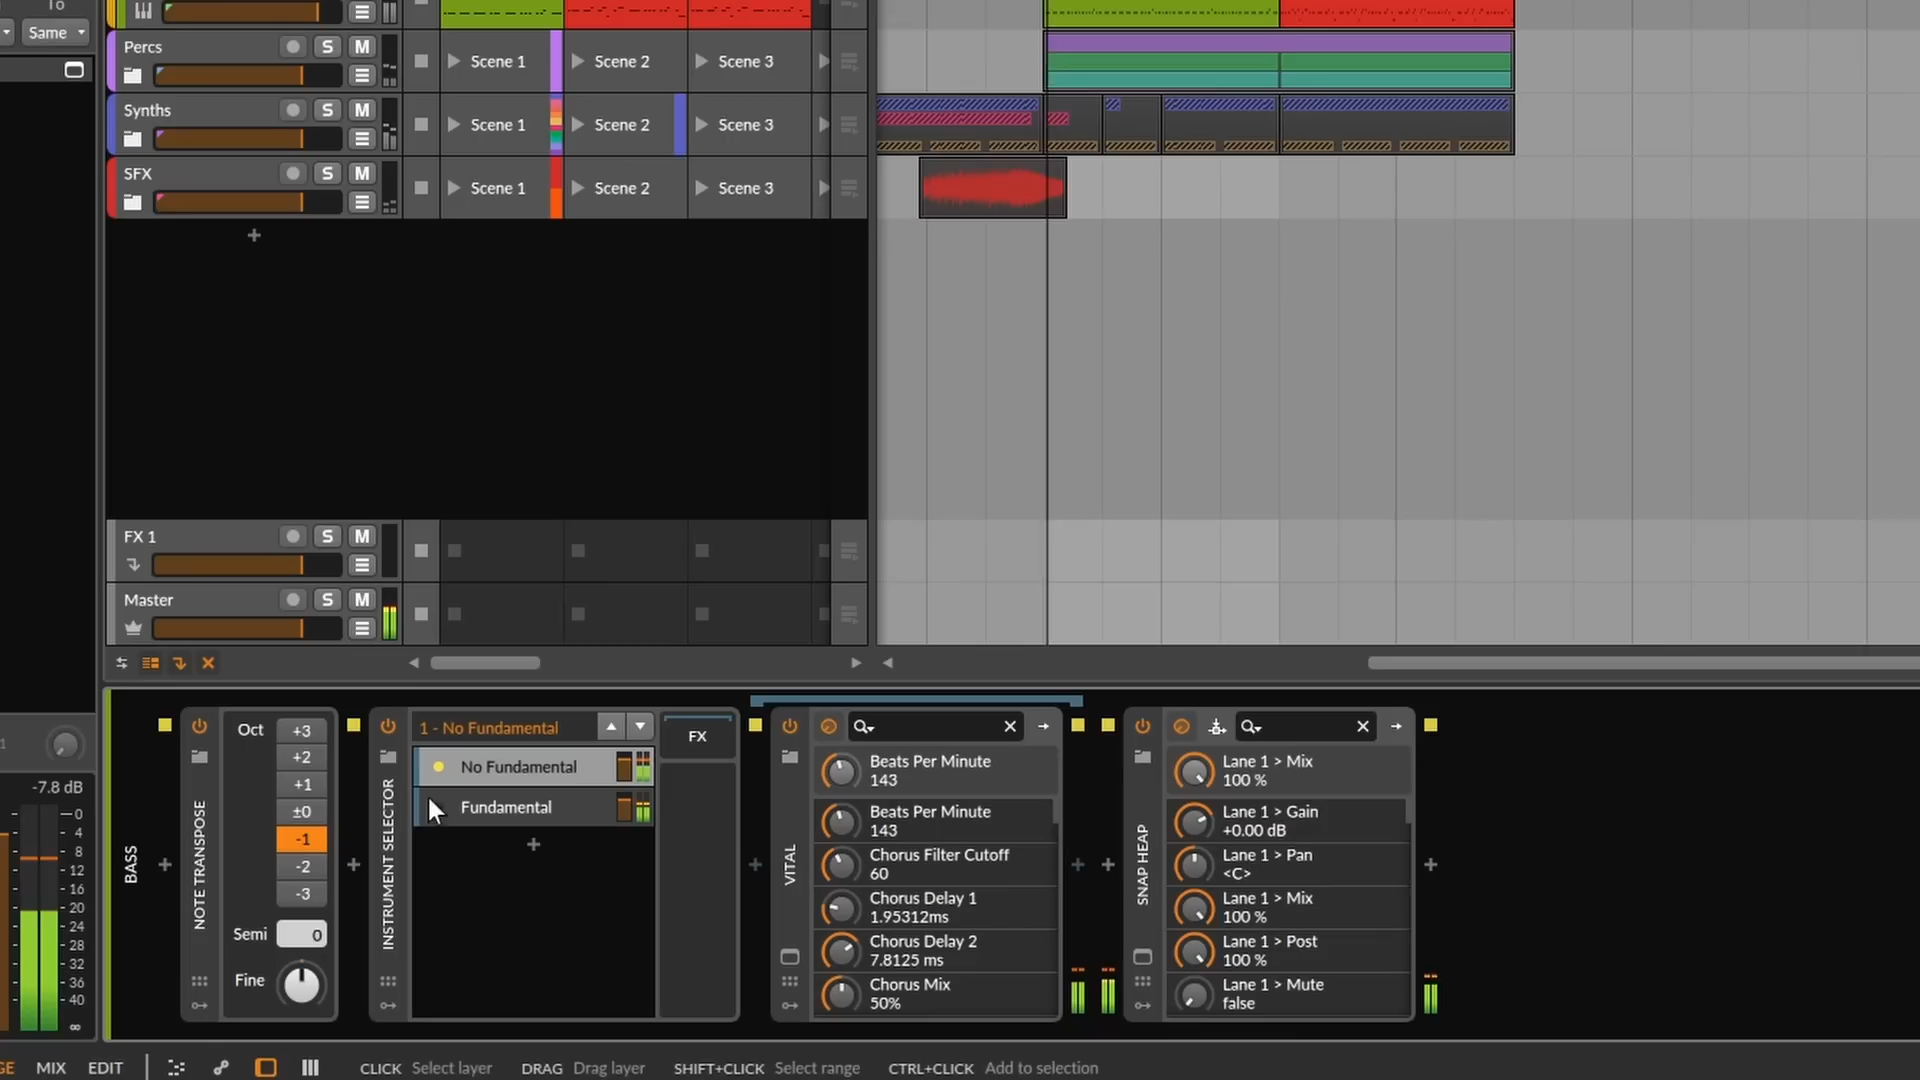 To
Same
Percs
S M
Scene 1
Scene 2
Scene 3
Synths
S M
Scene 1
Scene 2
Scene 3
SFX
S M
Scene 1
Scene 2
Scene 3
+
FX 1
S M
Master
S M
-7.8 dB
0
4
8
12
16
20
24
28
32
36
40
∞
BASS
NOTE TRANSPOSE
Oct
+3
+2
+1
±0
-1
-2
-3
Semi
0
Fine
INSTRUMENT SELECTOR
1 - No Fundamental
No Fundamental
Fundamental
+
FX
VITAL
Beats Per Minute
143
Beats Per Minute
143
Chorus Filter Cutoff
60
Chorus Delay 1
1.95312ms
Chorus Delay 2
7.8125 ms
Chorus Mix
50%
SNAP HEAP
Lane 1 > Mix
100 %
Lane 1 > Gain
+0.00 dB
Lane 1 > Pan
<C>
Lane 1 > Mix
100 %
Lane 1 > Post
100 %
Lane 1 > Mute
false
GE MIX EDIT
CLICK Select layer DRAG Drag layer SHIFT+CLICK Select range CTRL+CLICK Add to selection